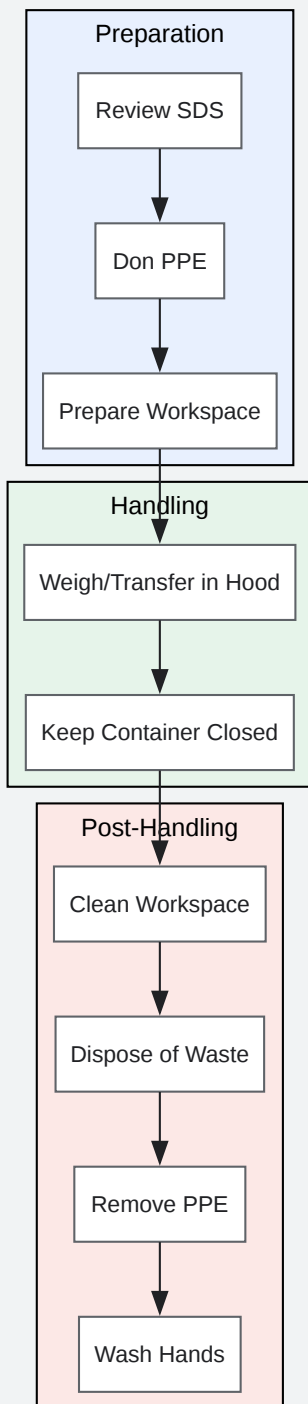 Preparation
Review SDS
Don PPE
Prepare Workspace
Handling
Weigh/Transfer in Hood
Keep Container Closed
Post-Handling
Clean Workspace
Dispose of Waste
Remove PPE
Wash Hands